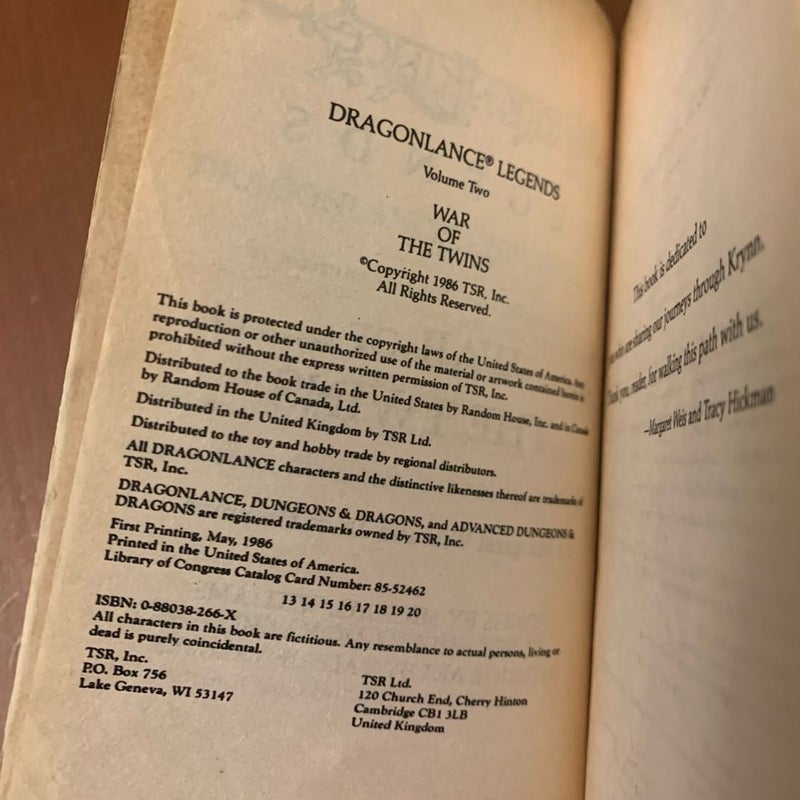 DRAGONLANCE® LEGENDS
Volume Two
WAR
OF
THE TWINS
©Copyright 1986 TSR, Inc.
All Rights Reserved.
This book is protected under the copyright laws of the United States of America. Any
reproduction or other unauthorized use of the material or artwork contained herein is
prohibited without the express written permission of TSR, Inc.
Distributed to the book trade in the United States by Random House, Inc. and in Canada
by Random House of Canada, Ltd.
Distributed in the United Kingdom by TSR Ltd.
Distributed to the toy and hobby trade by regional distributors.
All DRAGONLANCE characters and the distinctive likenesses thereof are trademarks of
TSR, Inc.
DRAGONLANCE, DUNGEONS & DRAGONS, and ADVANCED DUNGEONS &
DRAGONS are registered trademarks owned by TSR, Inc.
First Printing, May, 1986
Printed in the United States of America.
Library of Congress Catalog Card Number: 85-52462
13 14 15 16 17 18 19 20
ISBN: 0-88038-266-X
All characters in this book are fictitious. Any resemblance to actual persons, living or
dead is purely coincidental.
TSR, Inc.
P.O. Box 756
Lake Geneva, WI 53147
TSR Ltd.
120 Church End, Cherry Hinton
Cambridge CB1 3LB
United Kingdom
This book is dedicated to
who are sharing our journeys through Krynn.
Thank you, reader, for walking this path with us.
—Margaret Weis and Tracy Hickman